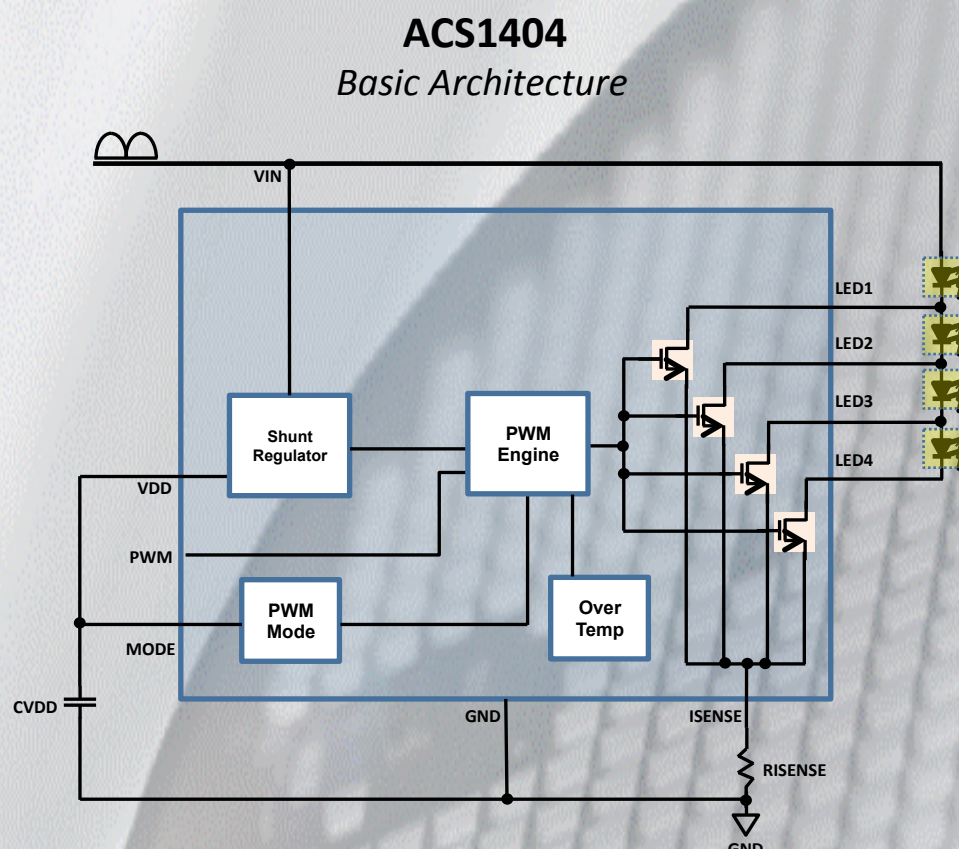 ACS1404
Basic Architecture
VIN
LED1
LED2
LED3
LED4
Shunt
Regulator
PWM
Engine
VDD
PWM
PWM
Mode
Over
Temp
MODE
CVDD
GND
ISENSE
RISENSE
GND